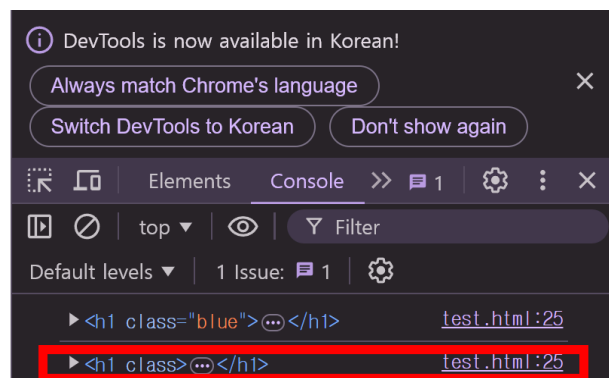 DevTools is now available in Korean!
Always match Chrome's language
Switch DevTools to Korean Don't show again
Elements Console 1
top Filter
Default levels 1 Issue: 1
<h1 class="blue">…</h1> test.html:25
<h1 class>…</h1> test.html:25